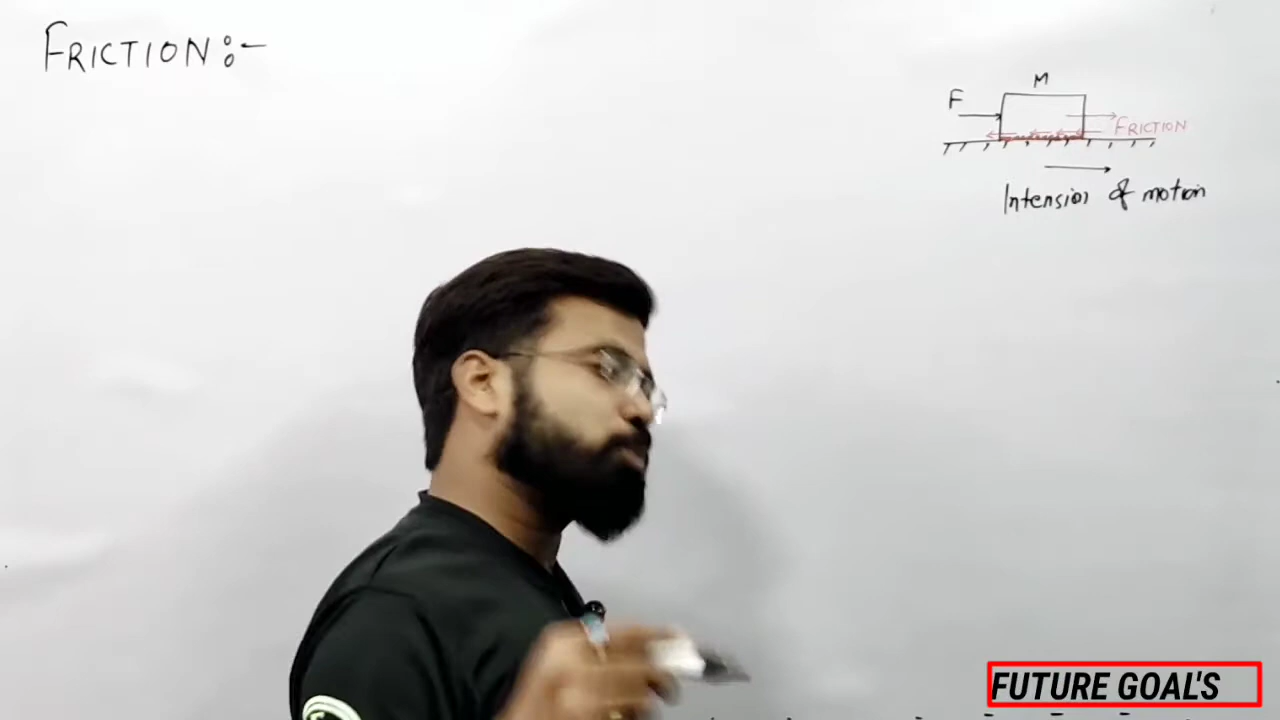 FRICTION:-
M
F
FRICTION
Intension of motion
FUTURE GOAL'S